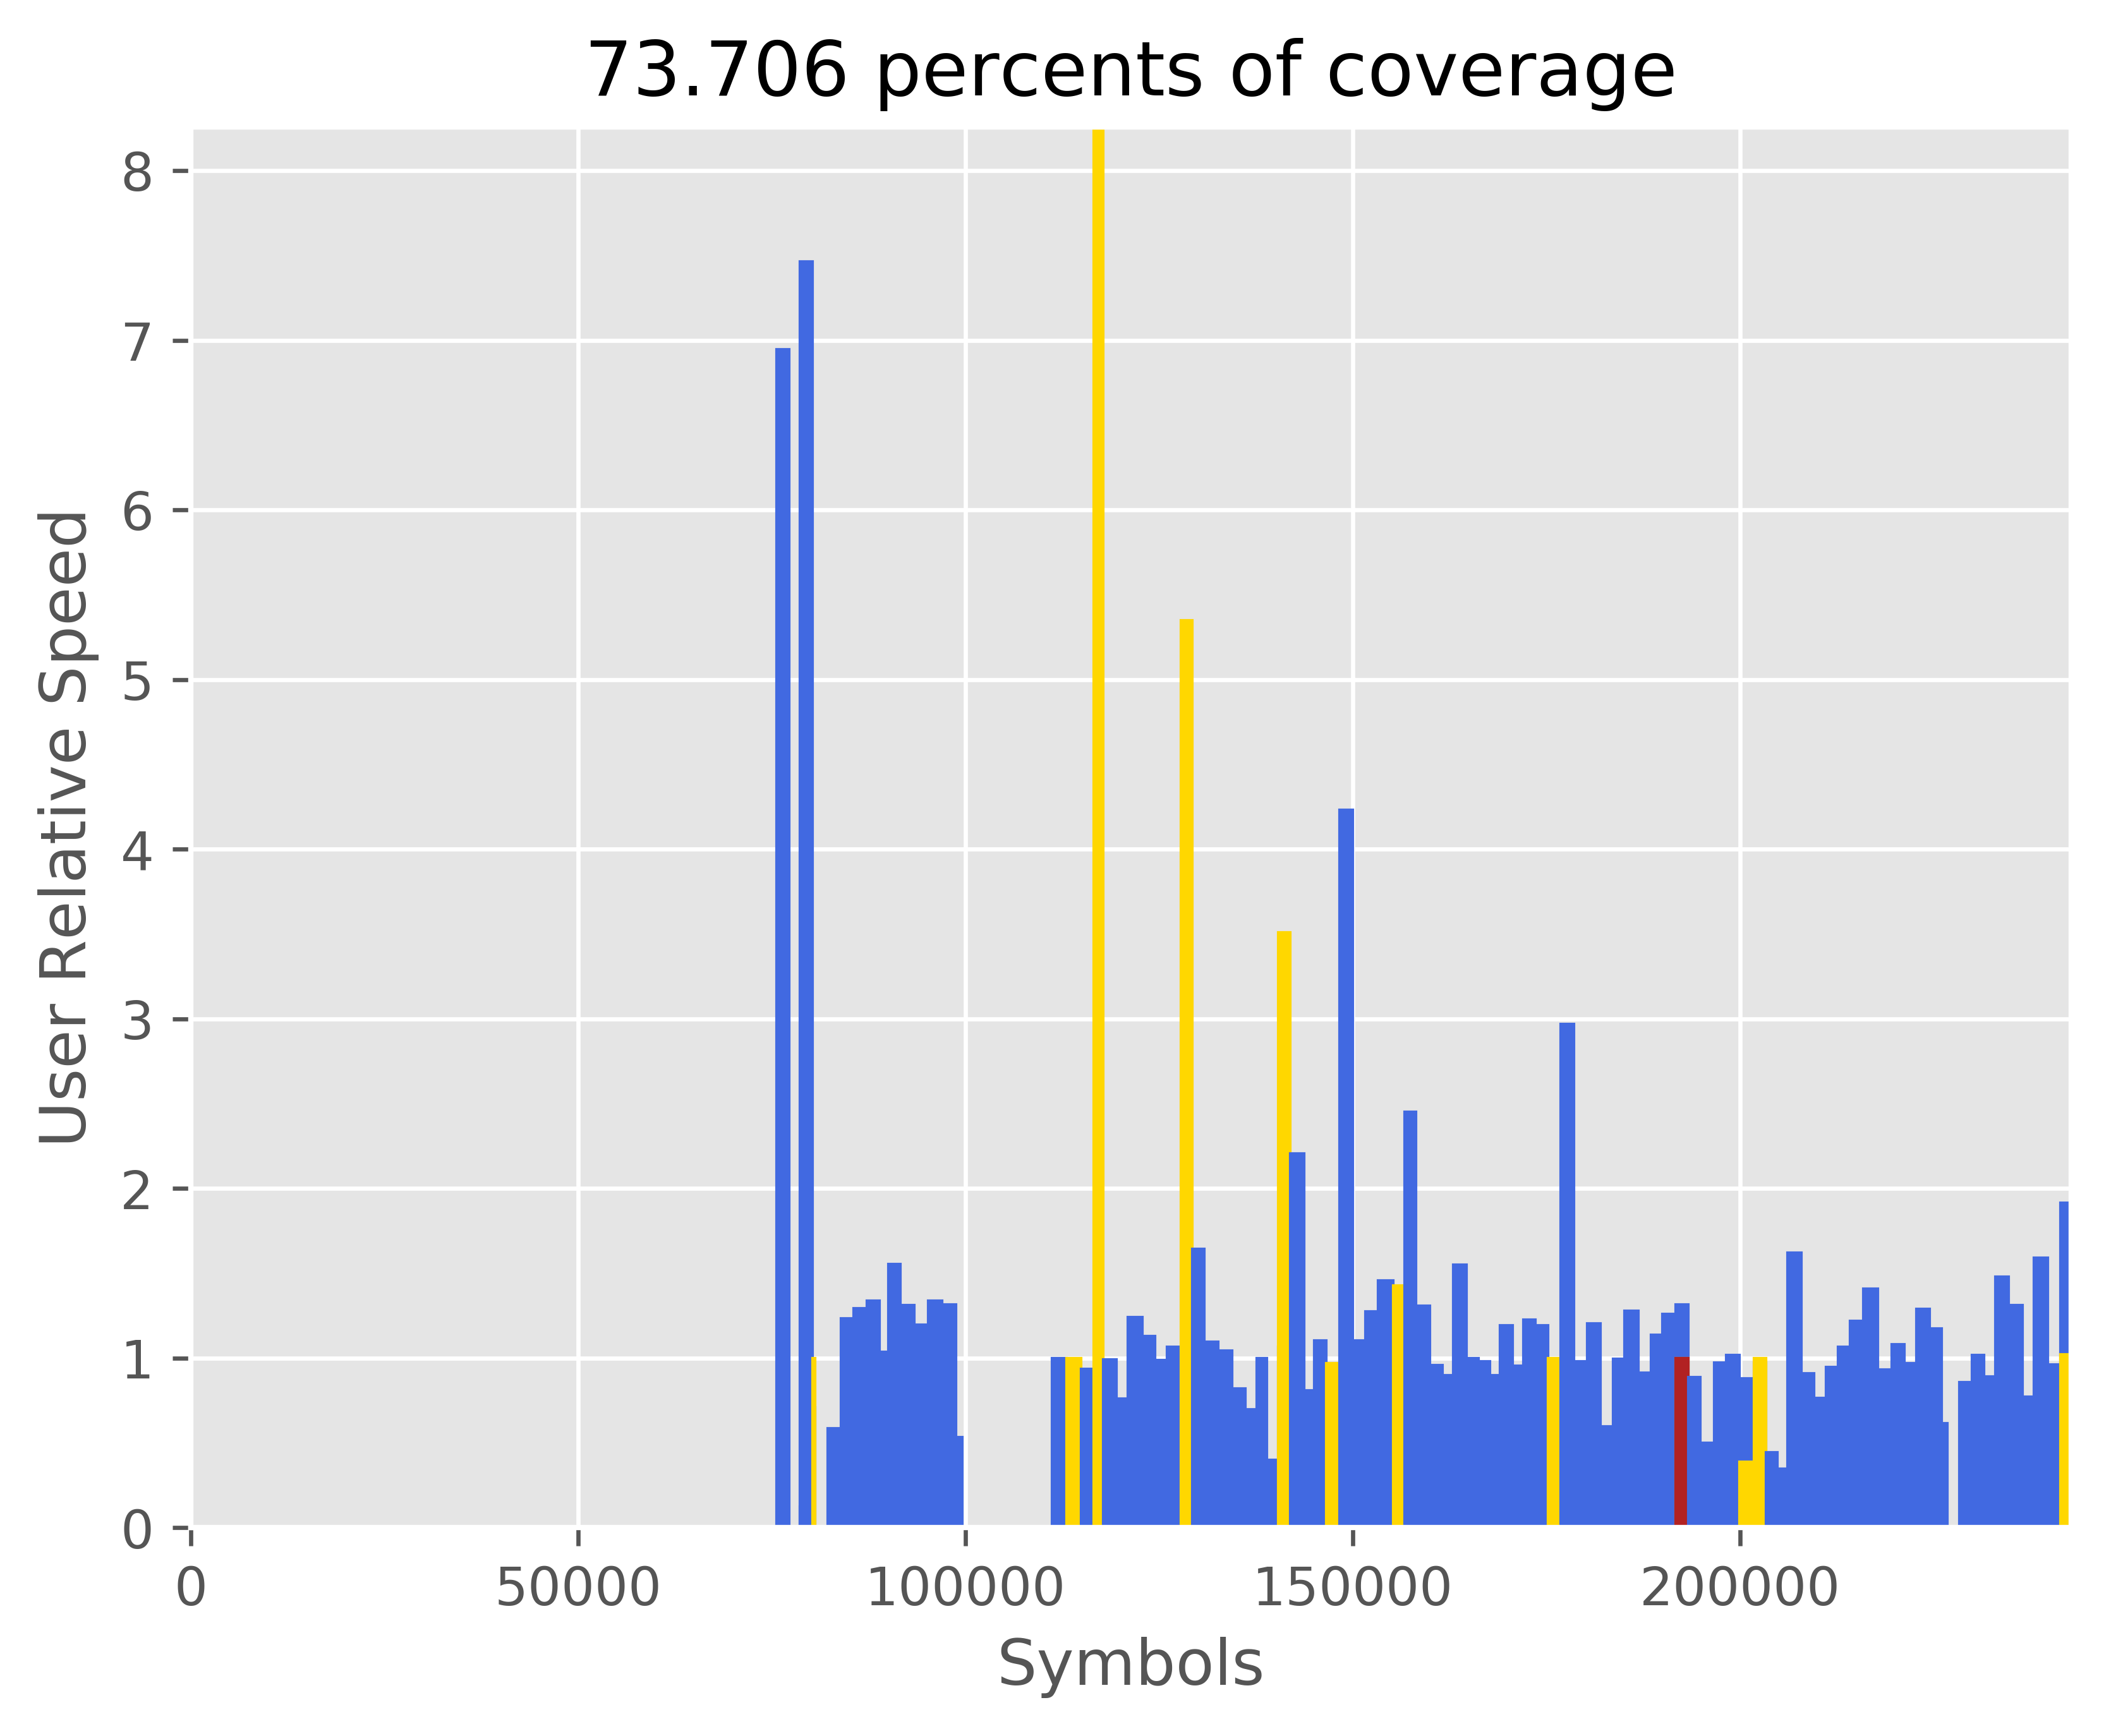 73.706 percents of coverage
8
7
6
5
4
3
2
1
0
User Relative Speed
0 50000 100000 150000 200000
Symbols